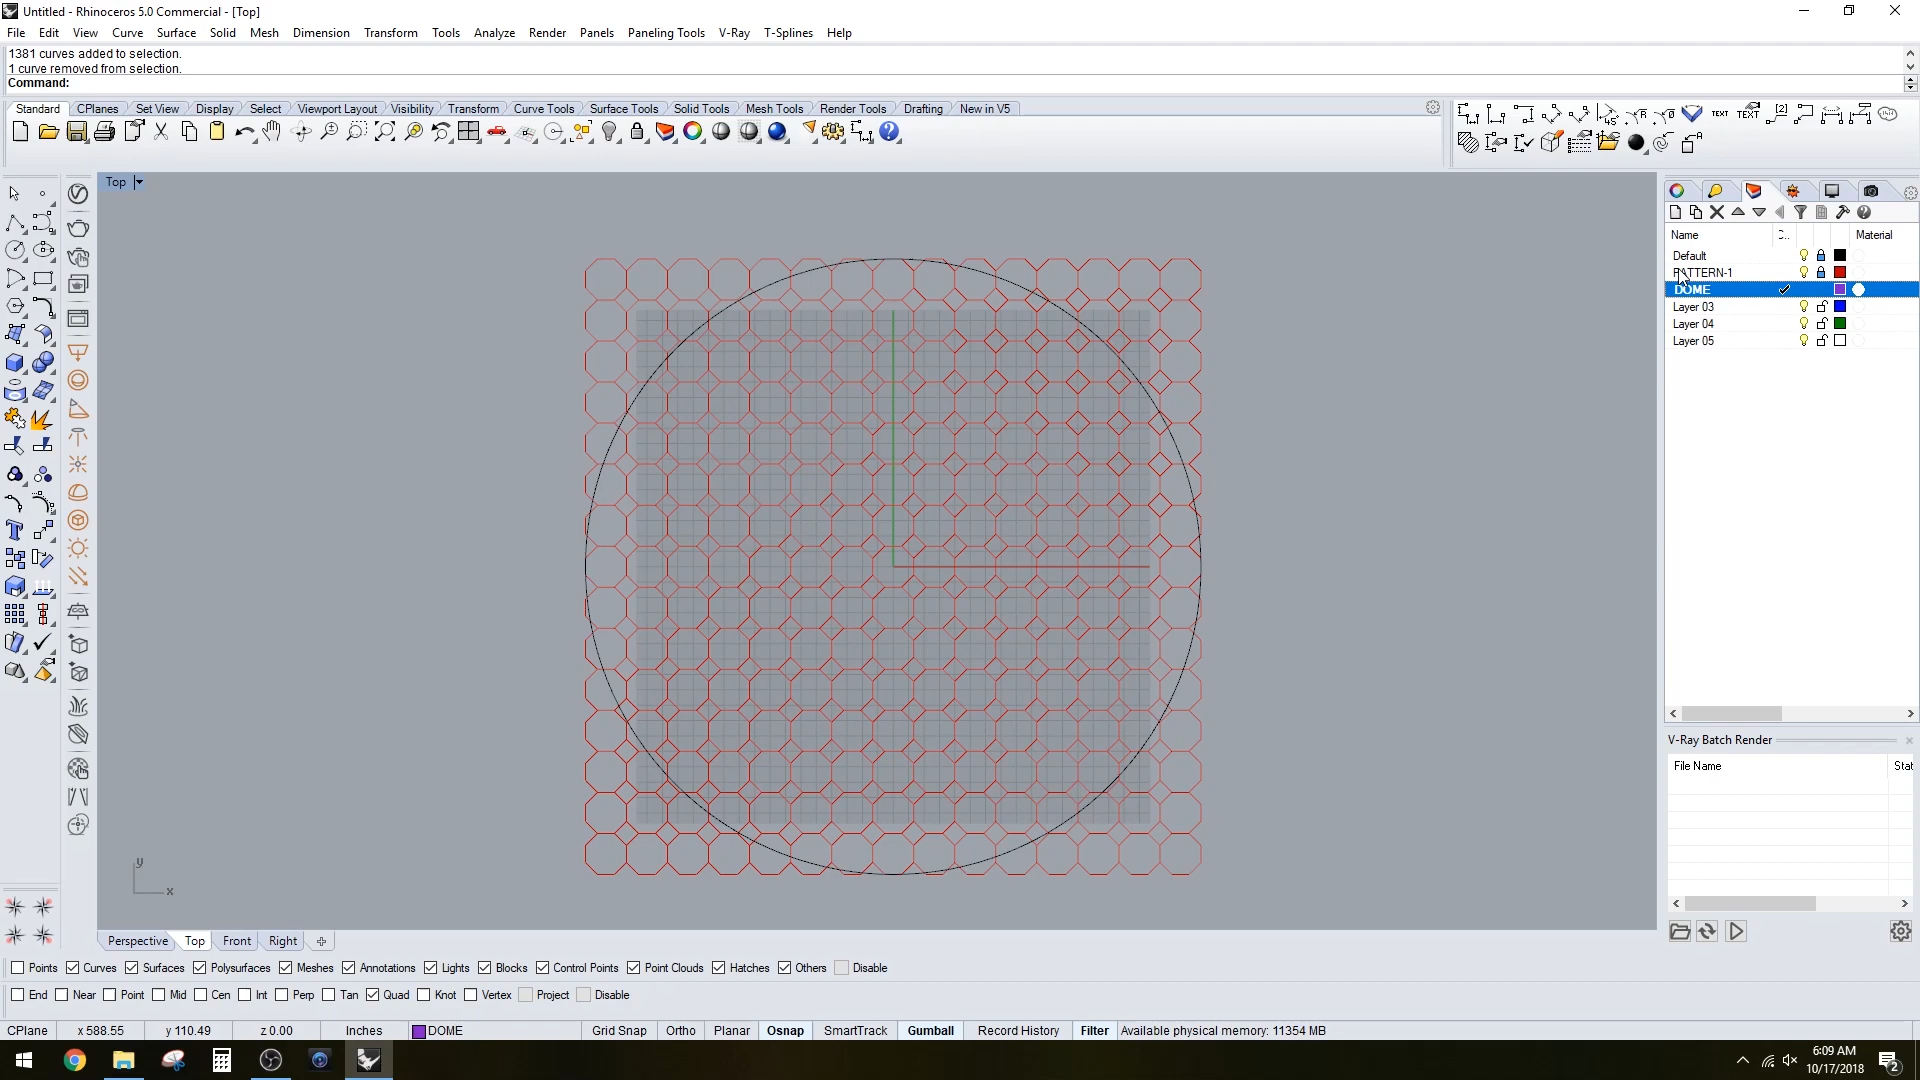 Untitled - Rhinoceros 5.0 Commercial - [Top]
File Edit View Curve Surface Solid Mesh Dimension Transform Tools Analyze Render Panels Paneling Tools V-Ray T-Splines Help
1381 curves added to selection.
1 curve removed from selection.
Command:
Standard CPlanes Set View Display Select Viewport Layout Visibility Transform Curve Tools Surface Tools Solid Tools Mesh Tools Render Tools Drafting New in V5
TEXT TEXT
Top
Name Material
Default
PATTERN-1
DOME
Layer 03
Layer 04
Layer 05
V-Ray Batch Render
File Name Stat
y
x
Perspective Top Front Right
Points Curves Surfaces Polysurfaces Meshes Annotations Lights Blocks Control Points Point Clouds Hatches Others Disable
End Near Point Mid Cen Int Perp Tan Quad Knot Vertex Project Disable
CPlane x 588.55 y 110.49 z 0.00 Inches DOME Grid Snap Ortho Planar Osnap SmartTrack Gumball Record History Filter Available physical memory: 11354 MB
6:09 AM
10/17/2018
2